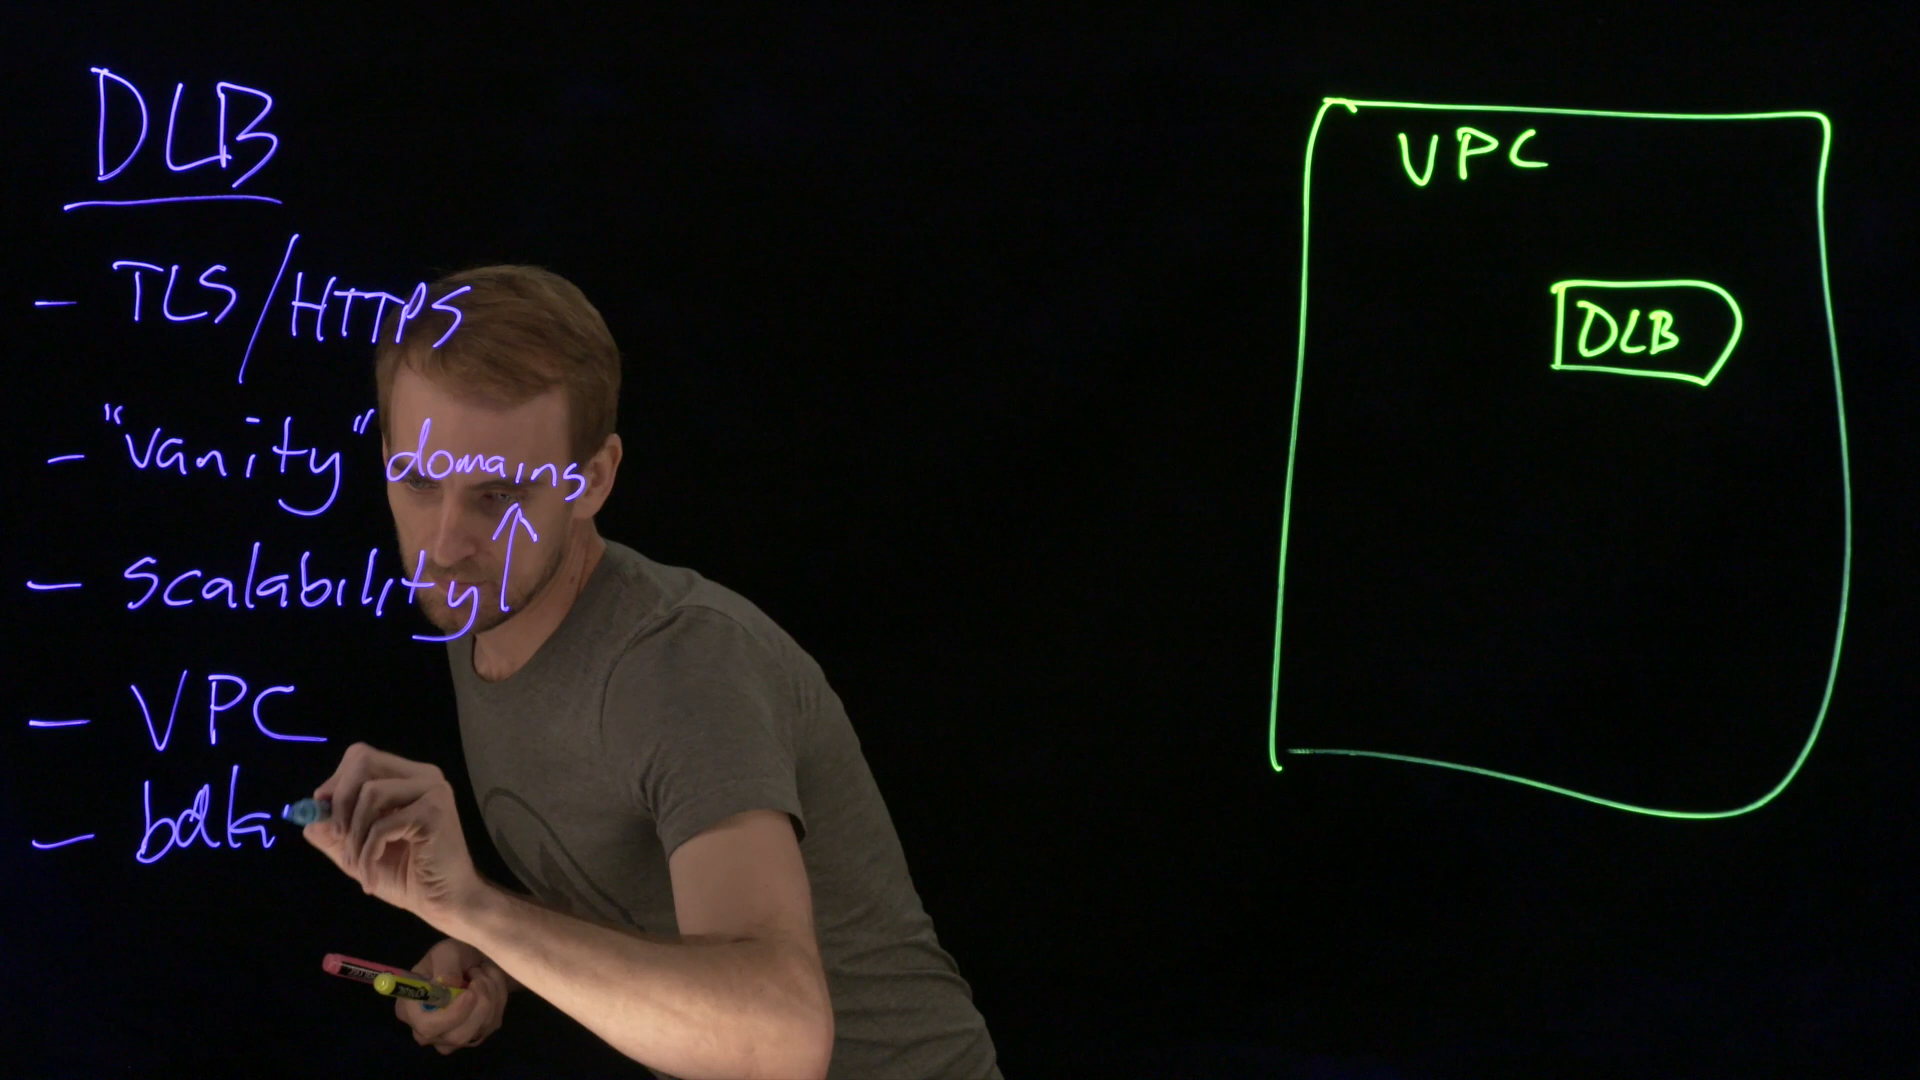 DLB
- TLS/HTTPS
- "vanity" domains
- scalability ↑
- VPC
-
VPC
DLB